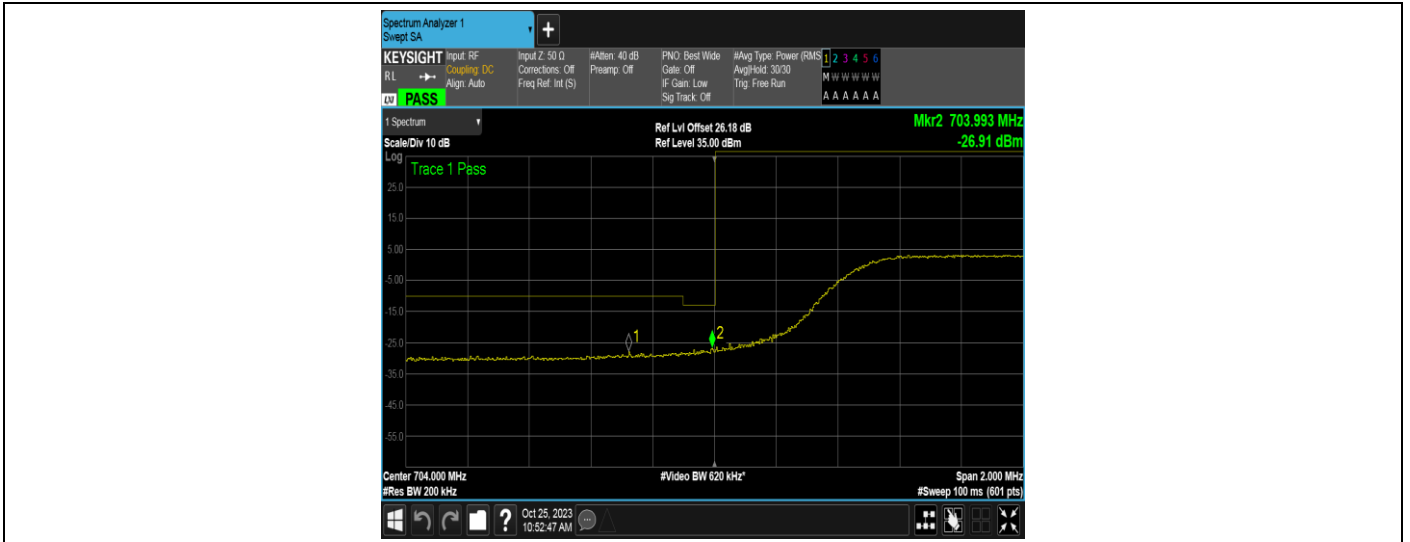 Spectrum Analyzer 1
Swept SA
KEYSIGHT
RL
LXI PASS
Input: RF
Coupling: DC
Align: Auto
Input Z: 50 Ω
Corrections: Off
Freq Ref: Int (S)
#Atten: 40 dB
Preamp: Off
PNO: Best Wide
Gate: Off
IF Gain: Low
Sig Track: Off
#Avg Type: Power (RMS
Avg|Hold: 30/30
Trig: Free Run
1 2 3 4 5 6
M W W W W W
A A A A A A
1 Spectrum
Scale/Div 10 dB
Ref Lvl Offset 26.18 dB
Ref Level 35.00 dBm
Mkr2 703.993 MHz
-26.91 dBm
Log
Trace 1 Pass
25.0
15.0
5.00
-5.00
-15.0
-25.0
-35.0
-45.0
-55.0
1
2
Center 704.000 MHz
#Res BW 200 kHz
#Video BW 620 kHz*
Span 2.000 MHz
#Sweep 100 ms (601 pts)
?
Oct 25, 2023
10:52:47 AM